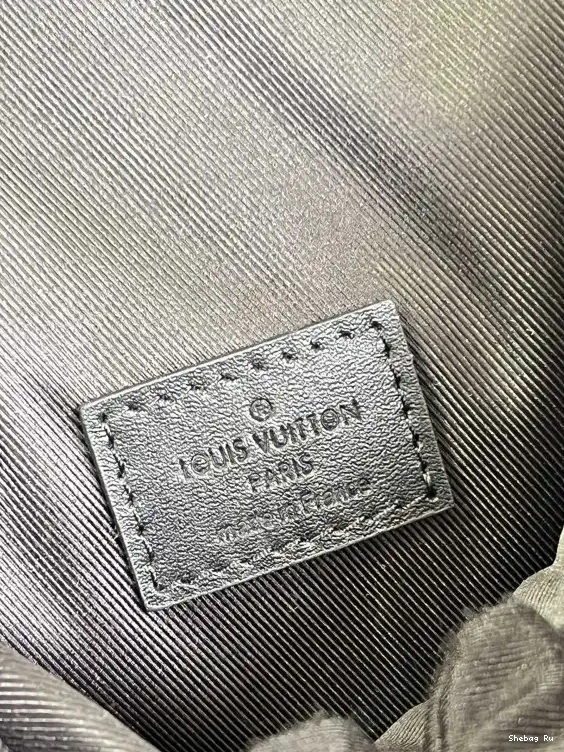 ®
LOUIS VUITTON
PARIS
made in France
Shebag Ru